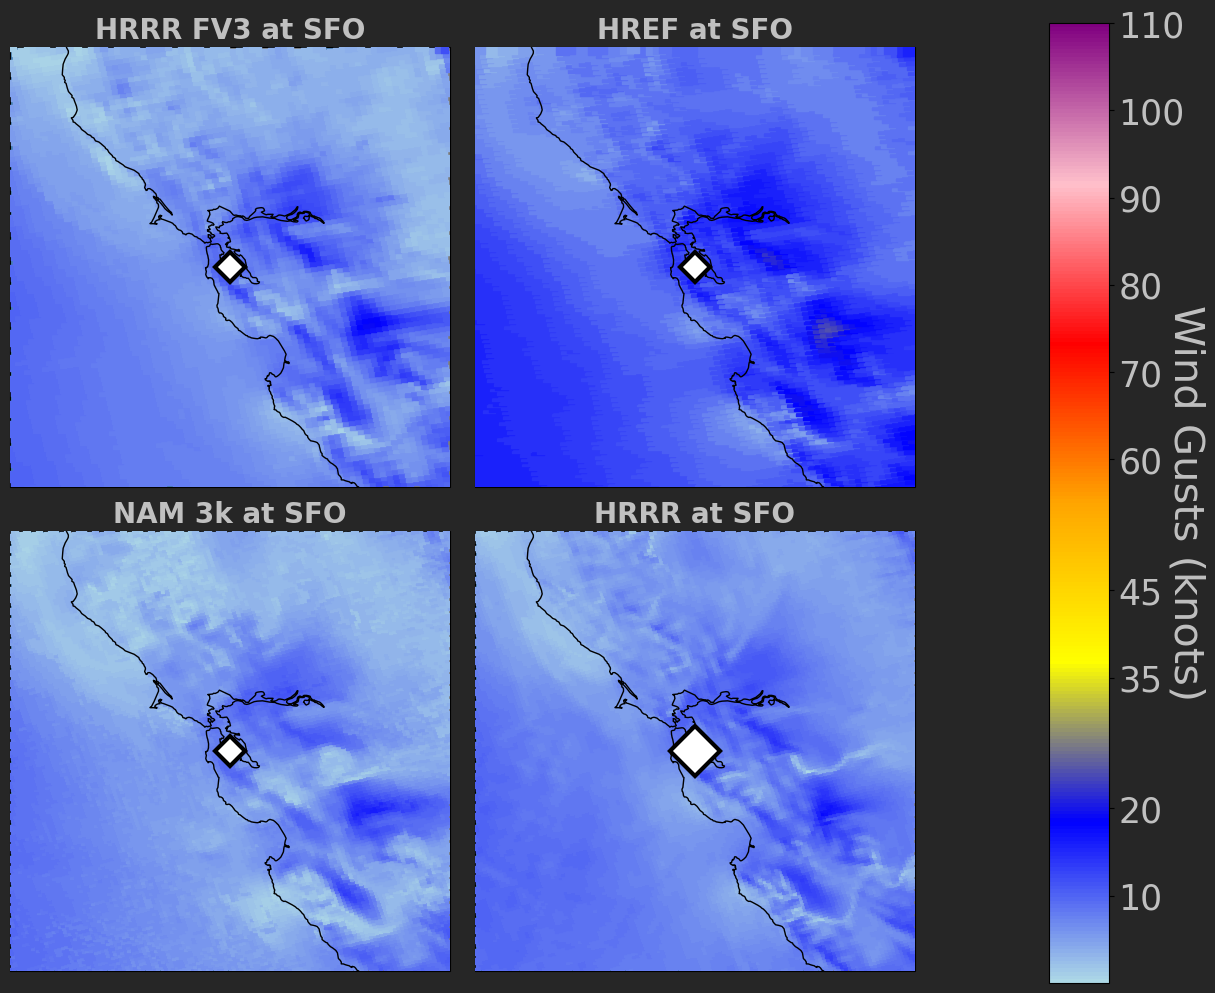 HRRR FV3 at SFO
HREF at SFO
NAM 3k at SFO
HRRR at SFO
110
100
90
80
70
60
45
35
20
10
Wind Gusts (knots)